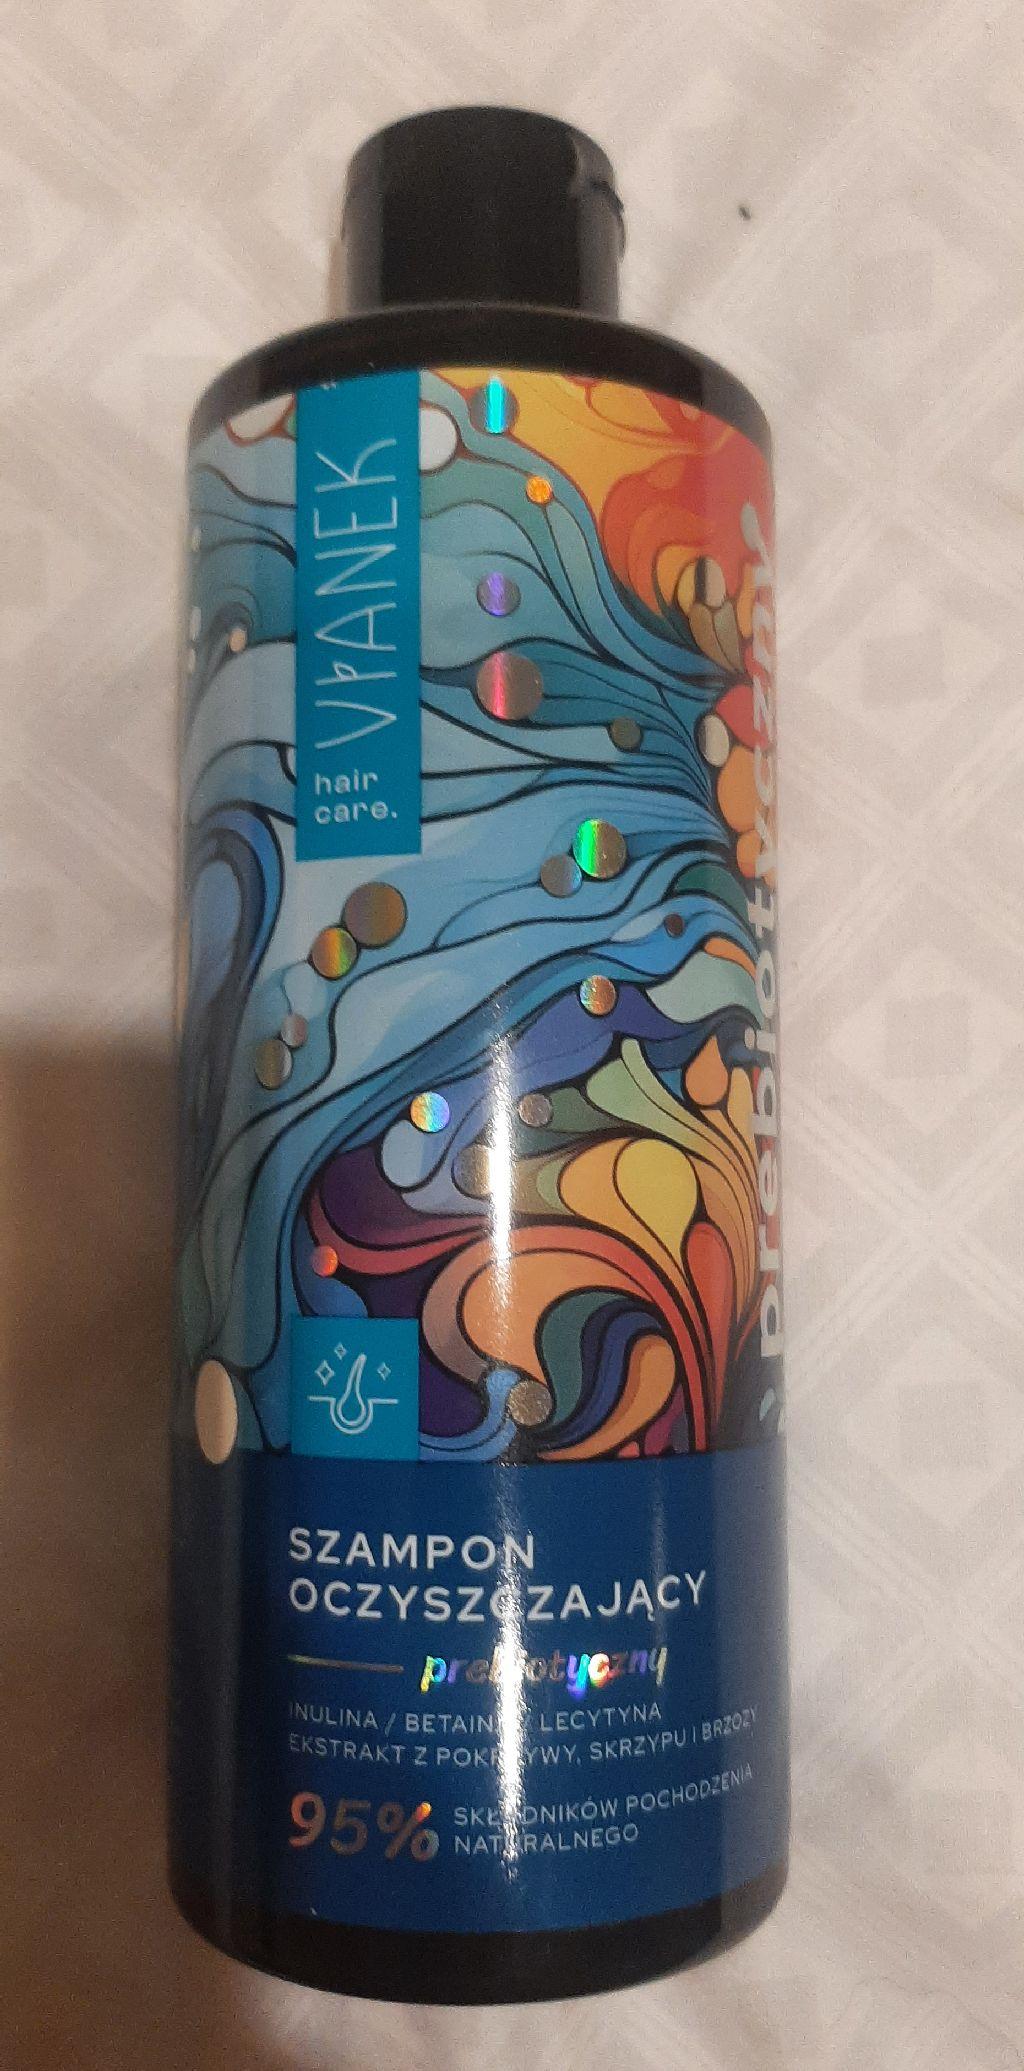 VIANEK
hair
care.
prebiotyczny
SZAMPON
OCZYSZCZAJĄCY
prebiotyczny
INULINA / BETAINA / LECYTYNA
EKSTRAKT Z POKRZYWY, SKRZYPU I BRZOZY
95% SKŁADNIKÓW POCHODZENIA
NATURALNEGO